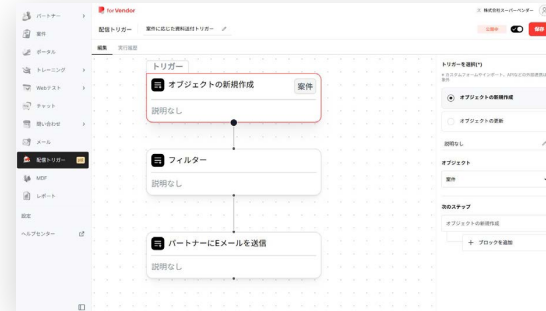 パートナー
案件
ポータル
トレーニング
Webテスト
チャット
問い合わせ
メール
配信トリガー
MDF
レポート
設定
ヘルプセンター
for Vendor
株式会社スーパーベンダー
配信トリガー
案件に応じた資料送付トリガー
公開中
保存
編集
実行履歴
トリガー
オブジェクトの新規作成
案件
説明なし
フィルター
説明なし
パートナーにEメールを送信
説明なし
トリガーを選択(*)
オブジェクトの新規作成
オブジェクトの更新
説明なし
オブジェクト
案件
次のステップ
オブジェクトの新規作成
+ ブロックを追加